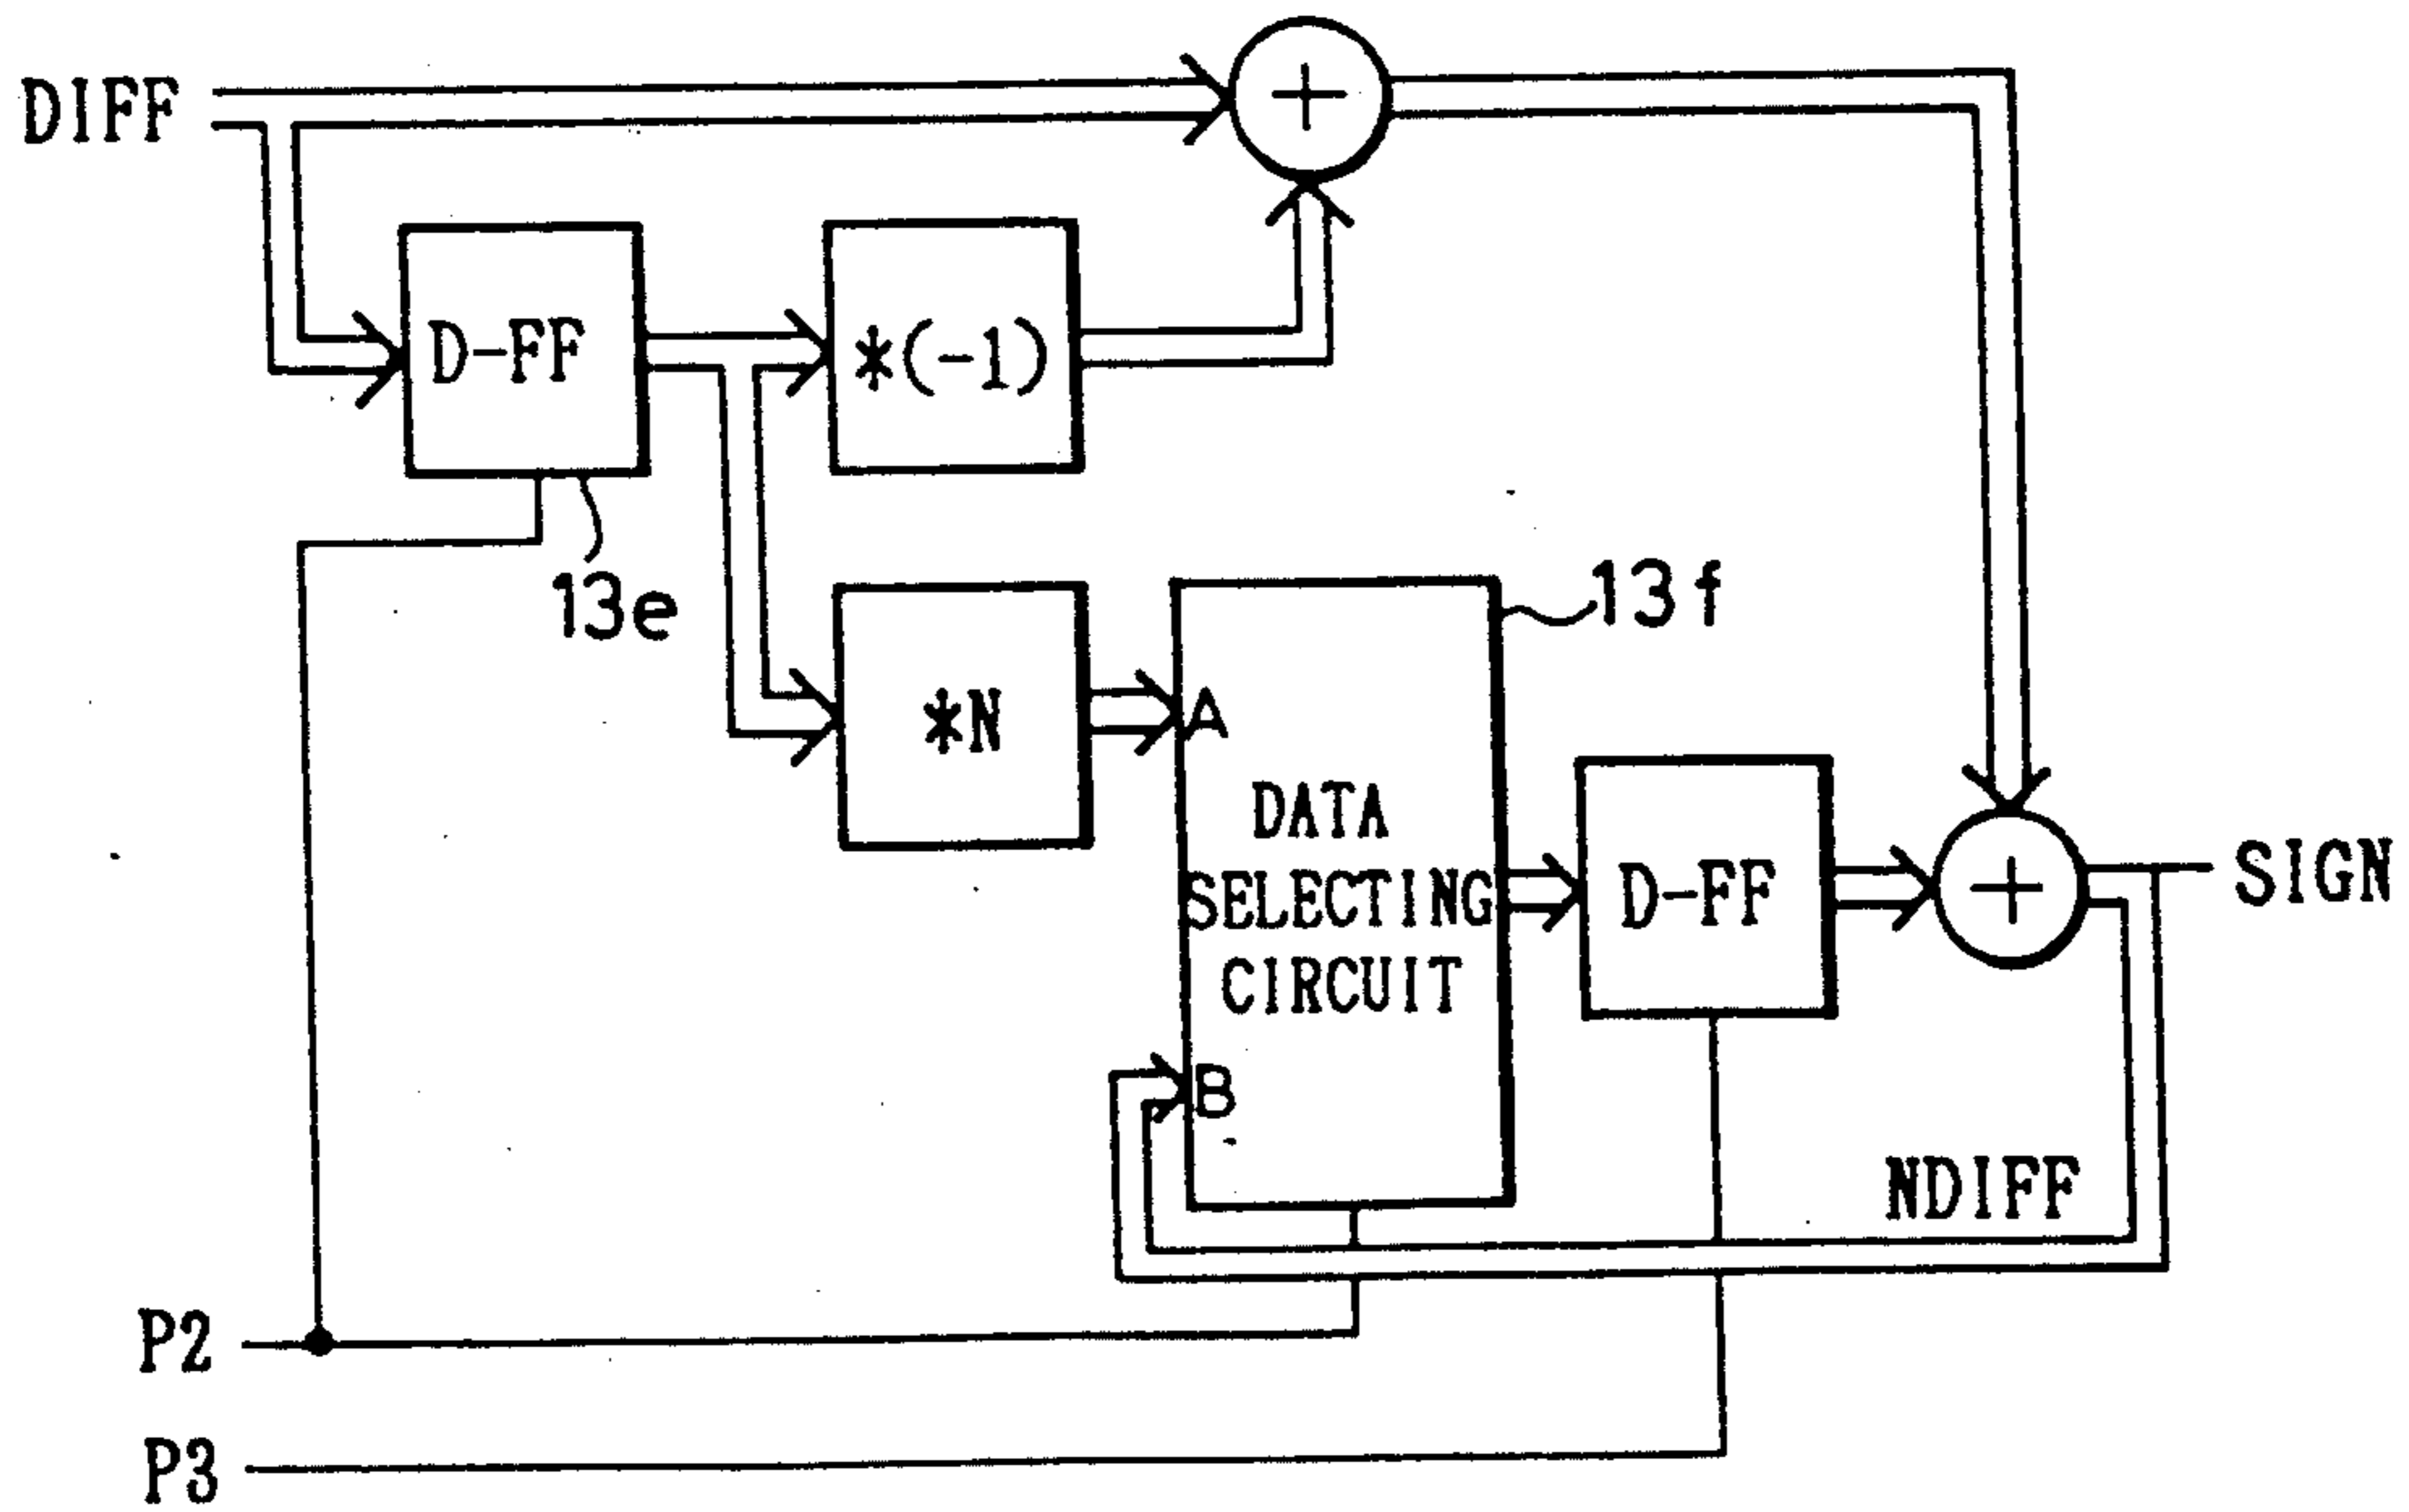 DIFF
+
D-FF
*(-1)
13e
13f
*N
A
DATA
SELECTING
CIRCUIT
D-FF
+
SIGN
B
NDIFF
P2
P3